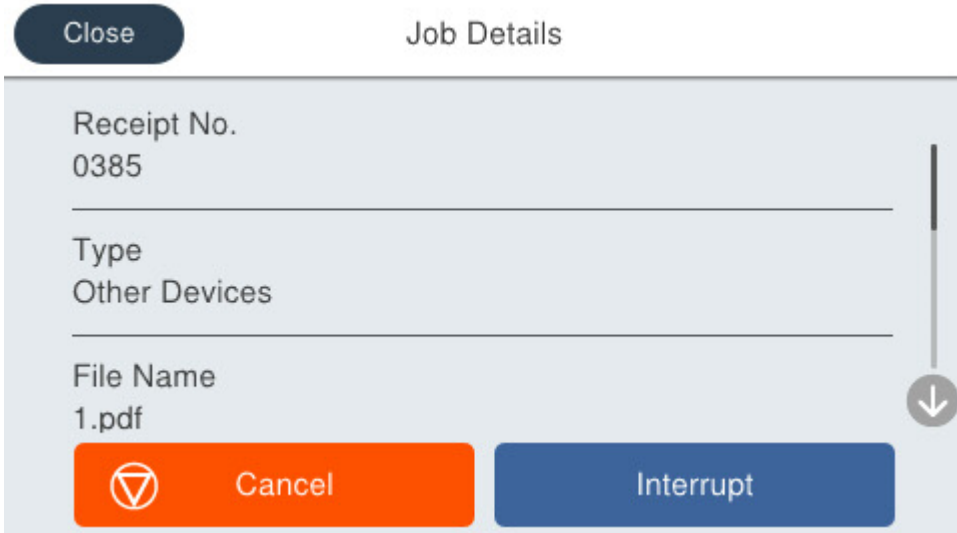 Close
Job Details
Receipt No.
0385
Type
Other Devices
File Name
1.pdf
Cancel
Interrupt